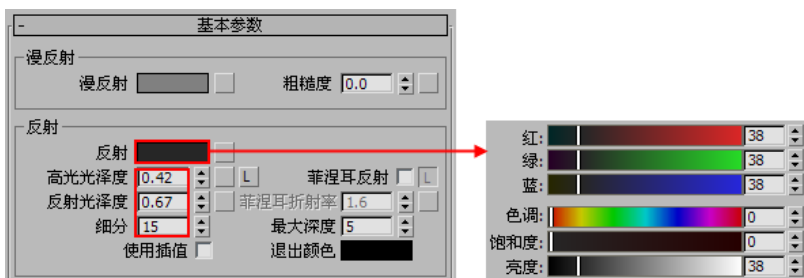 - 基本参数
漫反射
漫反射 粗糙度 0.0
反射
反射
高光光泽度 0.42 L 菲涅耳反射 L
反射光泽度 0.67 菲涅耳折射率 1.6
细分 15 最大深度 5
使用插值 退出颜色
红: 38
绿: 38
蓝: 38
色调: 0
饱和度: 0
亮度: 38